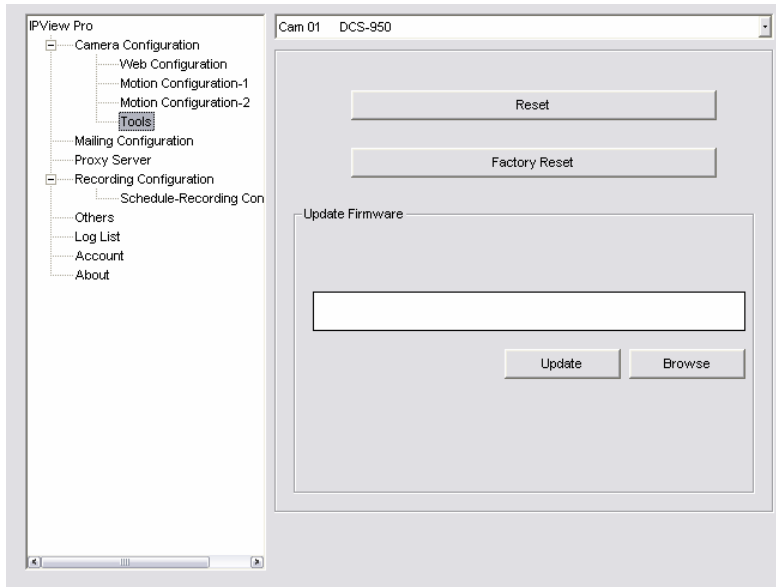 IPView Pro
Camera Configuration
Web Configuration
Motion Configuration-1
Motion Configuration-2
Tools
Mailing Configuration
Proxy Server
Recording Configuration
Schedule-Recording Con
Others
Log List
Account
About
Cam 01 DCS-950
Reset
Factory Reset
Update Firmware
Update
Browse